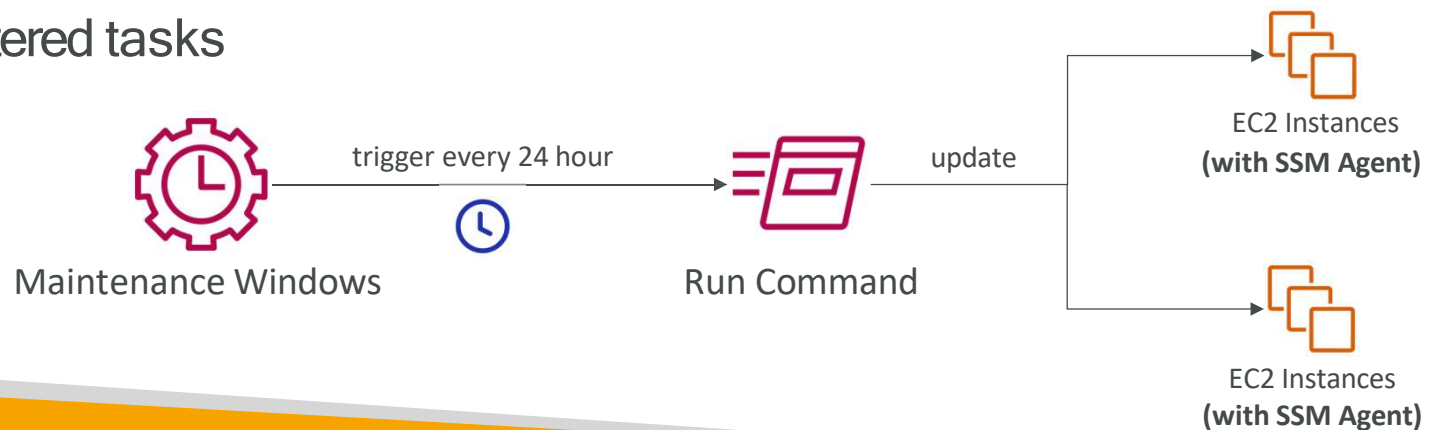 tered tasks
trigger every 24 hour
Maintenance Windows
Run Command
update
EC2 Instances
(with SSM Agent)
EC2 Instances
(with SSM Agent)